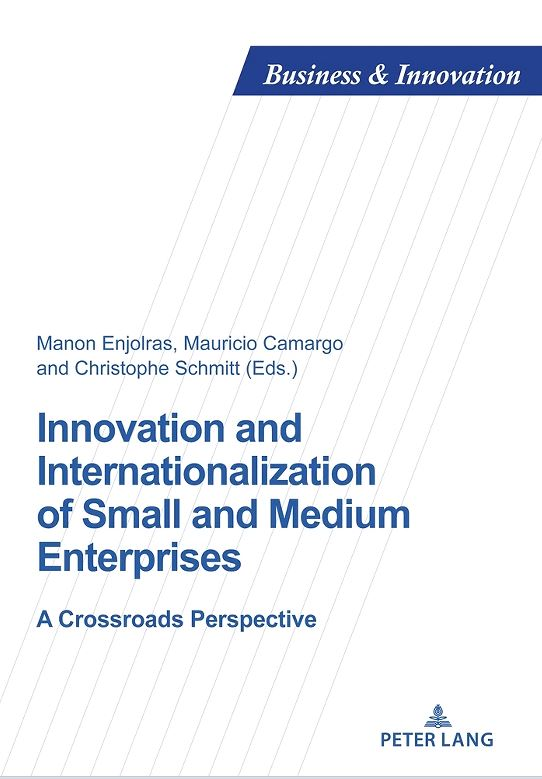 Business & Innovation
Manon Enjolras, Mauricio Camargo
and Christophe Schmitt (Eds.)
Innovation and
Internationalization
of Small and Medium
Enterprises
A Crossroads Perspective
PETER LANG